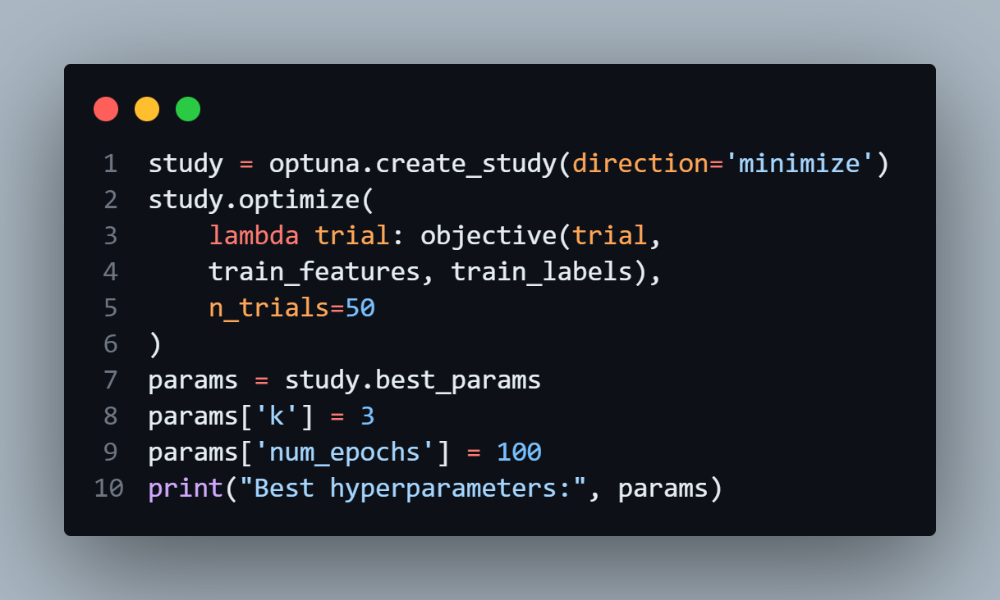 1 study = optuna.create_study(direction='minimize')
2 study.optimize(
3     lambda trial: objective(trial,
4     train_features, train_labels),
5     n_trials=50
6 )
7 params = study.best_params
8 params['k'] = 3
9 params['num_epochs'] = 100
10 print("Best hyperparameters:", params)